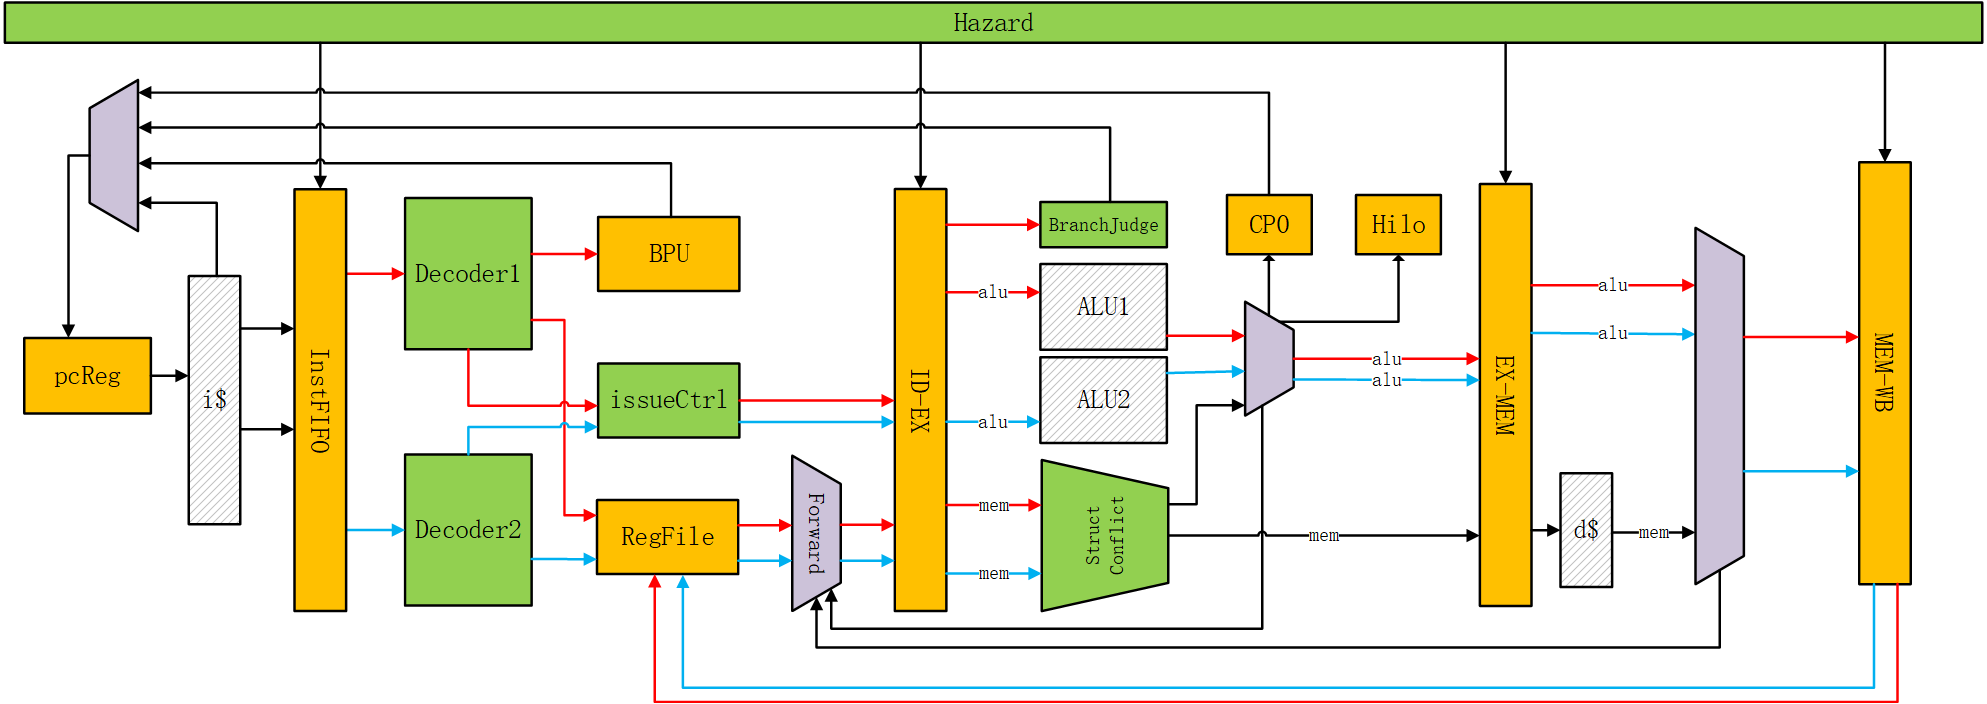 Hazard
pcReg
i$
InstFIFO
Decoder1
Decoder2
BPU
issueCtrl
RegFile
Forward
ID-EX
alu
alu
mem
mem
BranchJudge
ALU1
ALU2
Struct
Conflict
CP0
Hilo
alu
alu
mem
EX-MEM
alu
alu
d$
mem
MEM-WB